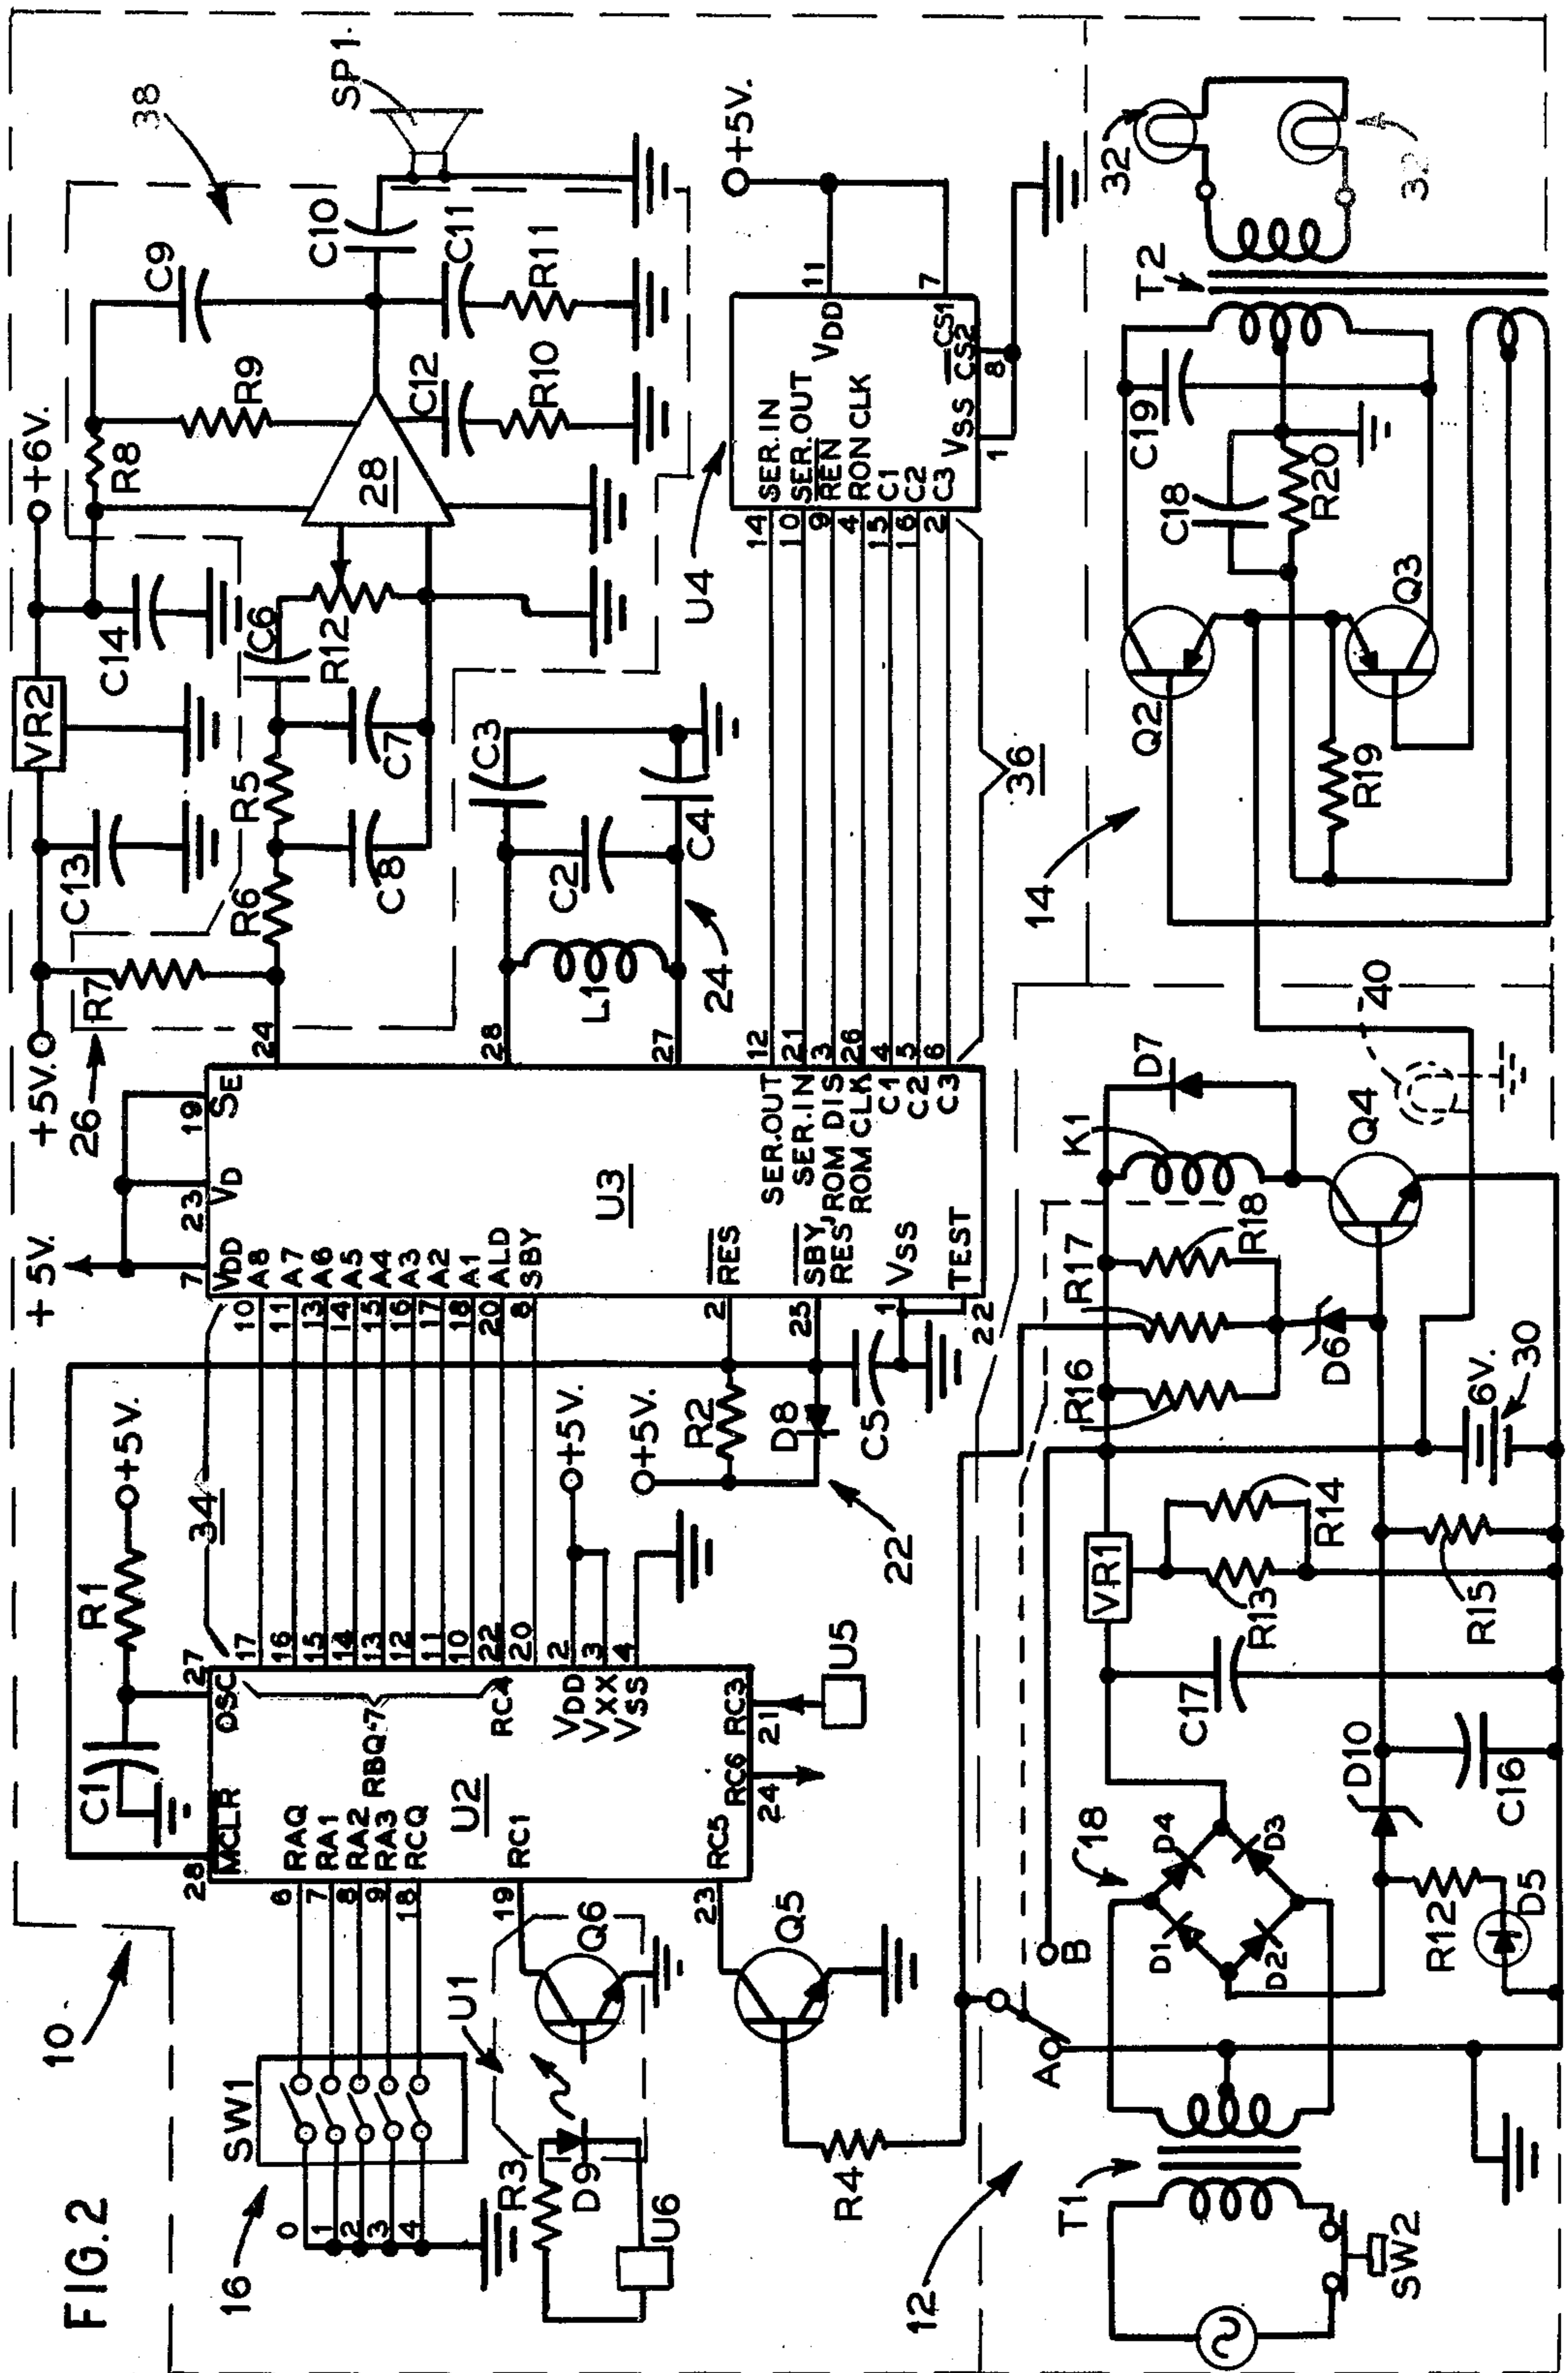 FIG.2
10
16
SW1
0
1
2
3
4
6
7
8
9
18
28
MCLR
RAQ
RA1
RA2
RA3
RCQ
RBQ-7
U2
RC1
19
RC5
23
RC6
24
RC3
21
U5
OSC
27
C1
R1
+5V.
17
16
15
14
13
12
11
10
22
20
RC4
VDD
VXX
VSS
2
3
4
+5V.
+5V.
34
U1
R3
D9
U6
Q6
Q5
R4
R2
D8
C5
22
+5V.
7
23
19
VDD
VD
SE
10
11
13
14
15
16
17
18
20
8
A8
A7
A6
A5
A4
A3
A2
A1
ALD
SBY
2
RES
25
SBY
RES
1
VSS
22
TEST
U3
SER.OUT
SER.IN
ROM DIS
ROM CLK
C1
C2
C3
12
21
3
26
4
5
6
24
28
27
26
+5V.
R7
C13
VR2
+6V.
C14
R6
R5
C8
C7
C6
R12
28
R8
R9
C9
C12
R10
C10
C11
R11
38
SP1
L1
C2
C3
C4
24
36
U4
14
10
9
4
15
16
2
SER.IN
SER.OUT
REN
RON CLK
C1
C2
C3
VDD
11
+5V.
7
CS1
CS2
8
VSS
1
12
T1
SW2
A
B
18
D1
D2
D3
D4
R12
D5
D10
C16
C17
VR1
R13
R14
R15
6V.
30
R16
R17
R18
D6
K1
D7
Q4
40
14
Q2
Q3
R19
C18
R20
C19
T2
32
32